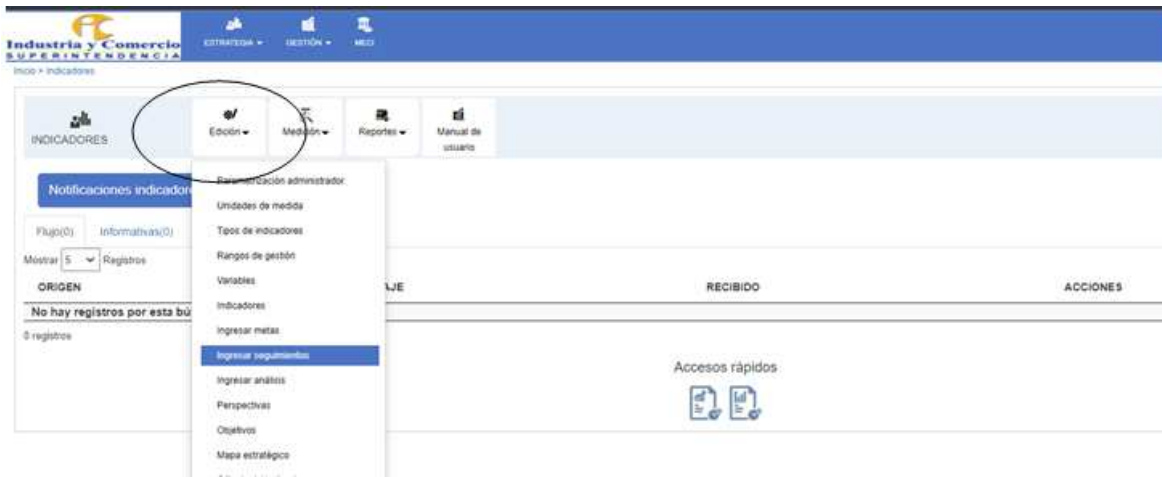 Industria y Comercio
SUPERINTENDENCIA
ESTRATEGIA
GESTIÓN
MECI
Inicio > Indicadores
INDICADORES
Edición
Medición
Reportes
Manual de
usuario
Parametrización administrador
Notificaciones indicadore
Unidades de medida
Flujo(0) Informativas(0)
Tipos de indicadores
Mostrar 5 Registros
Rangos de gestión
Variables
ORIGEN
AJE
RECIBIDO
ACCIONES
Indicadores
No hay registros por esta bú
Ingresar metas
0 registros
Ingresar seguimientos
Accesos rápidos
Ingresar análisis
Perspectivas
Objetivos
Mapa estratégico